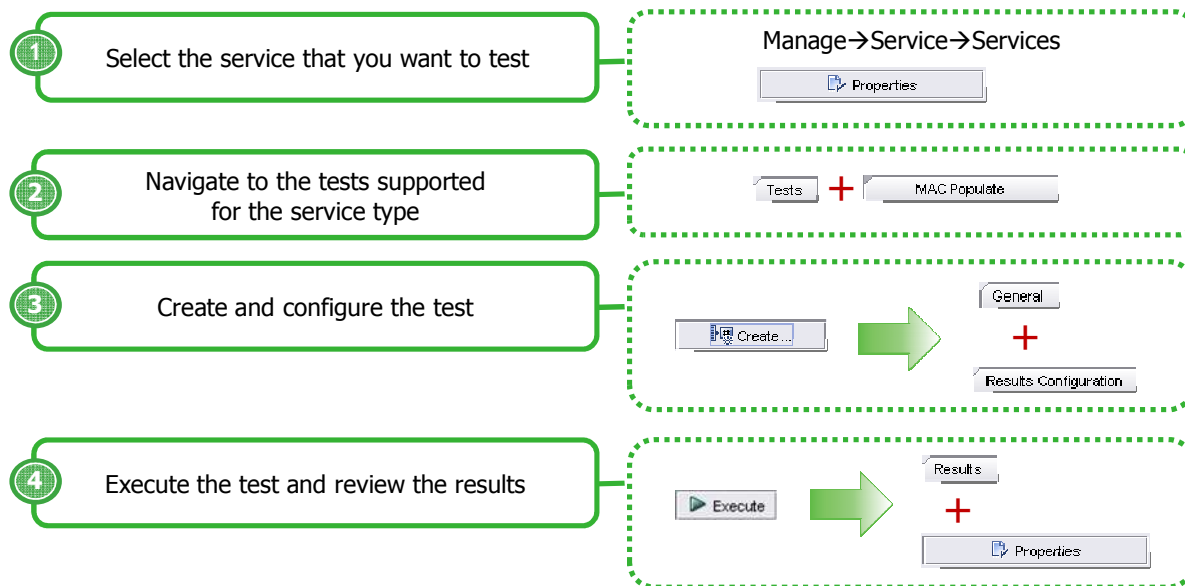 1
Select the service that you want to test
Manage→Service→Services
Properties
2
Navigate to the tests supported
for the service type
Tests + MAC Populate
3
Create and configure the test
Create ...
General
+
Results Configuration
4
Execute the test and review the results
Execute
Results
+
Properties